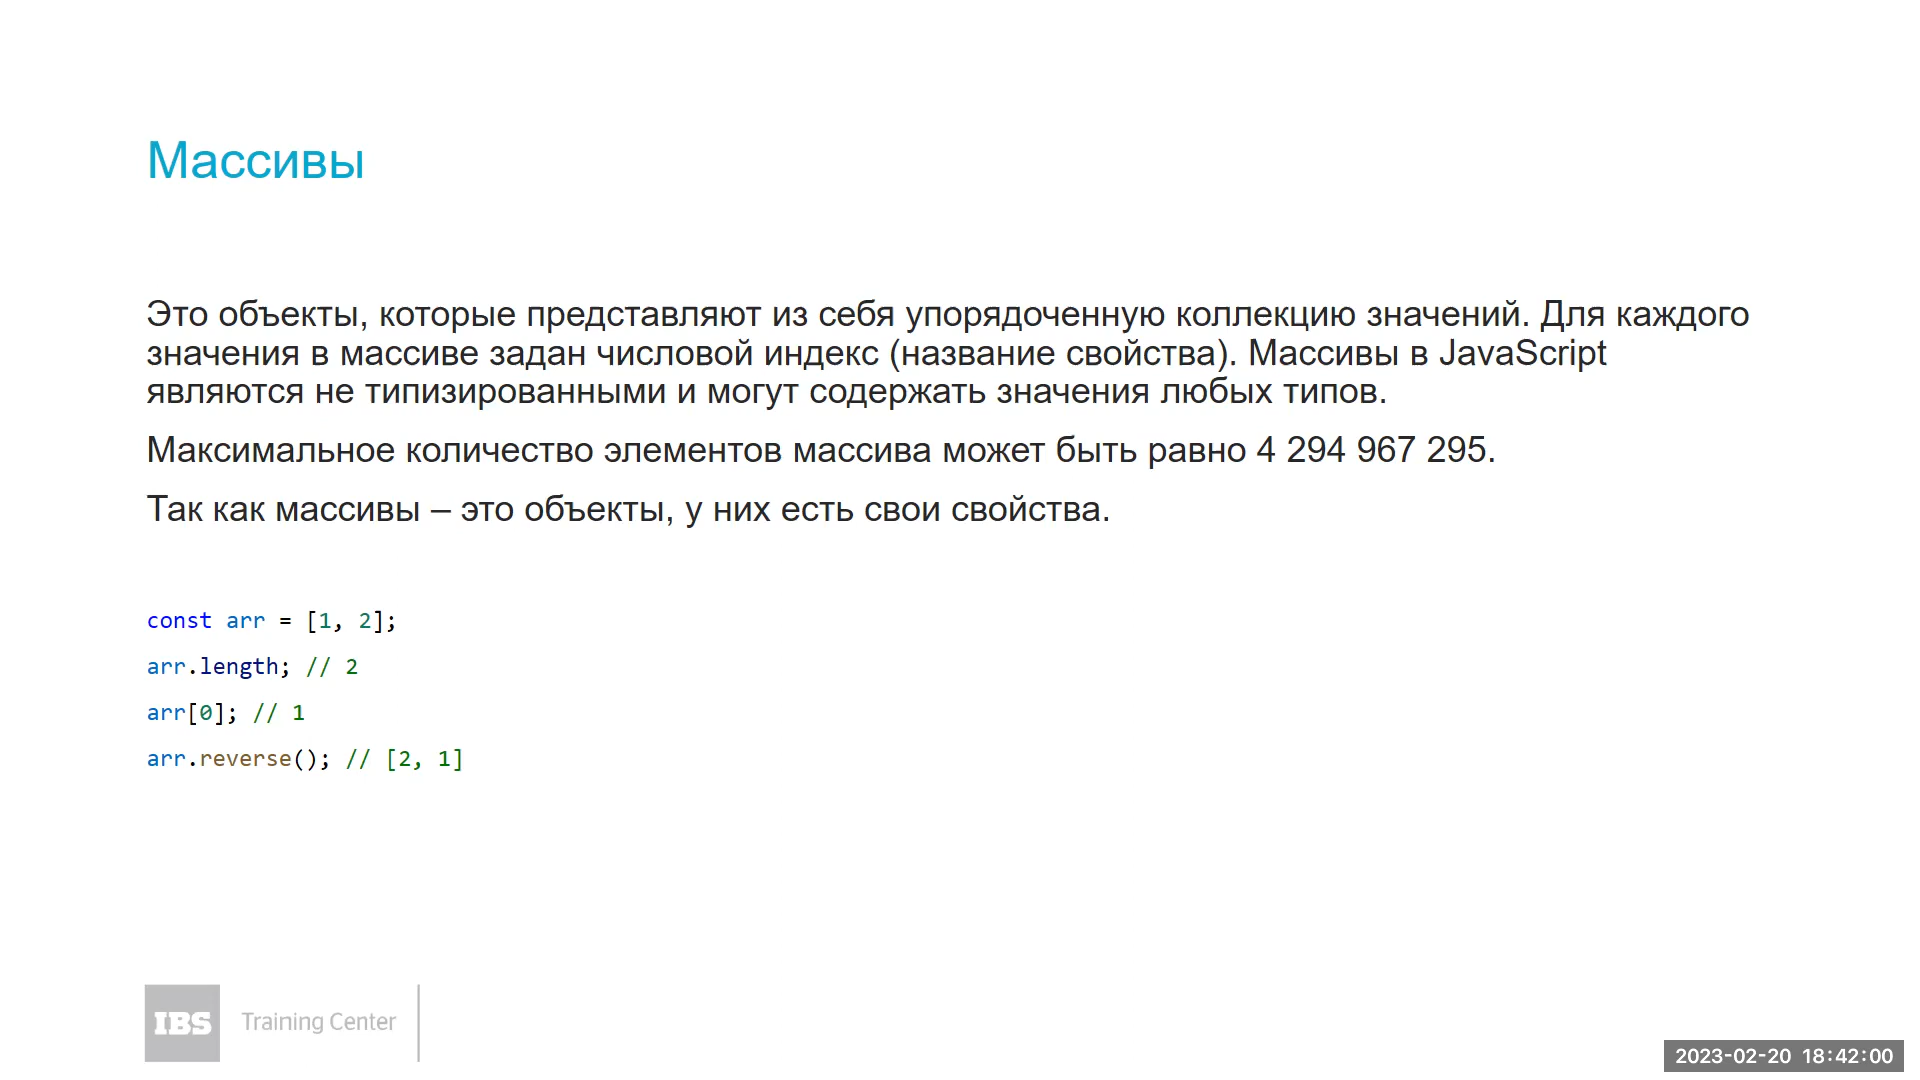 Массивы
Это объекты, которые представляют из себя упорядоченную коллекцию значений. Для каждого
значения в массиве задан числовой индекс (название свойства). Массивы в JavaScript
являются не типизированными и могут содержать значения любых типов.
Максимальное количество элементов массива может быть равно 4 294 967 295.
Так как массивы – это объекты, у них есть свои свойства.
const arr = [1, 2];
arr.length; // 2
arr[0]; // 1
arr.reverse(); // [2, 1]
IBS Training Center
2023-02-20 18:42:00